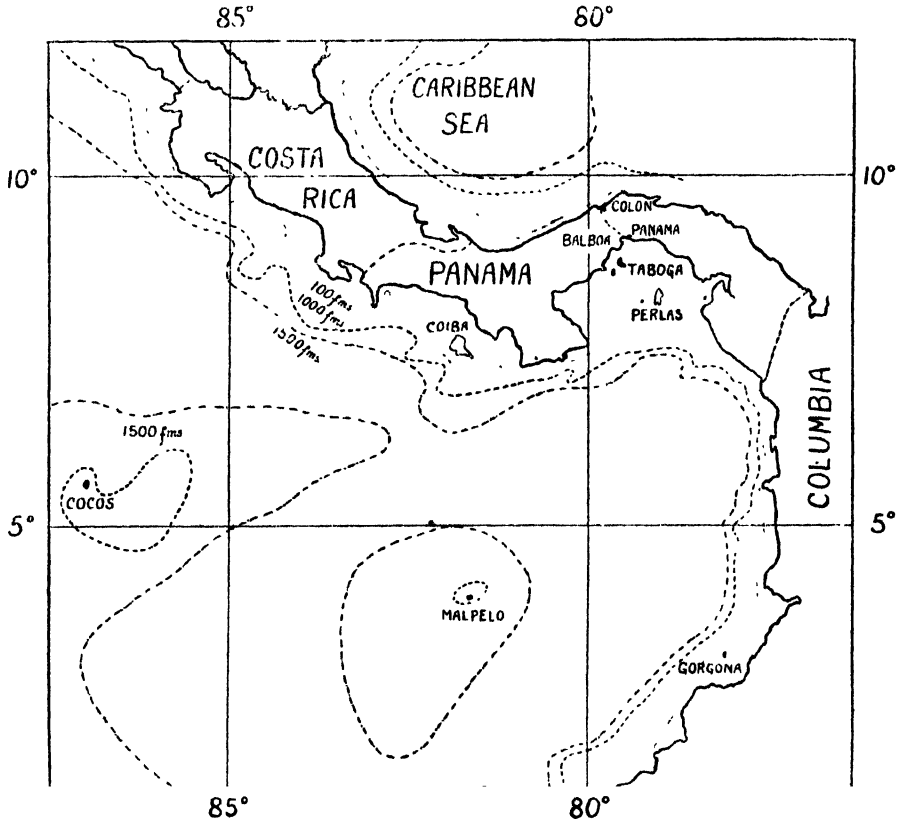 85° 80°
CARIBBEAN
SEA
COSTA
RICA
10° 10°
COLON
PANAMA
BALBOA
PANAMA
TABOGA
PERLAS
100 fms
1000 fms
1500 fms
COIBA
COLUMBIA
1500 fms
COCOS
5° 5°
MALPELO
GORGONA
85° 80°